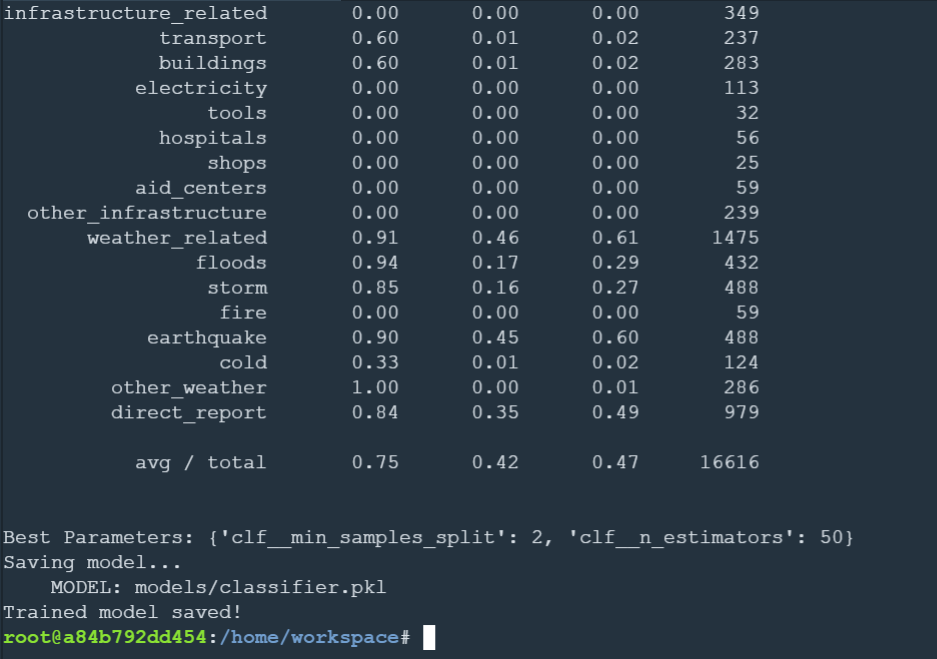 infrastructure_related 0.00 0.00 0.00 349
transport 0.60 0.01 0.02 237
buildings 0.60 0.01 0.02 283
electricity 0.00 0.00 0.00 113
tools 0.00 0.00 0.00 32
hospitals 0.00 0.00 0.00 56
shops 0.00 0.00 0.00 25
aid_centers 0.00 0.00 0.00 59
other_infrastructure 0.00 0.00 0.00 239
weather_related 0.91 0.46 0.61 1475
floods 0.94 0.17 0.29 432
storm 0.85 0.16 0.27 488
fire 0.00 0.00 0.00 59
earthquake 0.90 0.45 0.60 488
cold 0.33 0.01 0.02 124
other_weather 1.00 0.00 0.01 286
direct_report 0.84 0.35 0.49 979
avg / total 0.75 0.42 0.47 16616
Best Parameters: {'clf__min_samples_split': 2, 'clf__n_estimators': 50}
Saving model...
MODEL: models/classifier.pkl
Trained model saved!
root@a84b792dd454:/home/workspace#